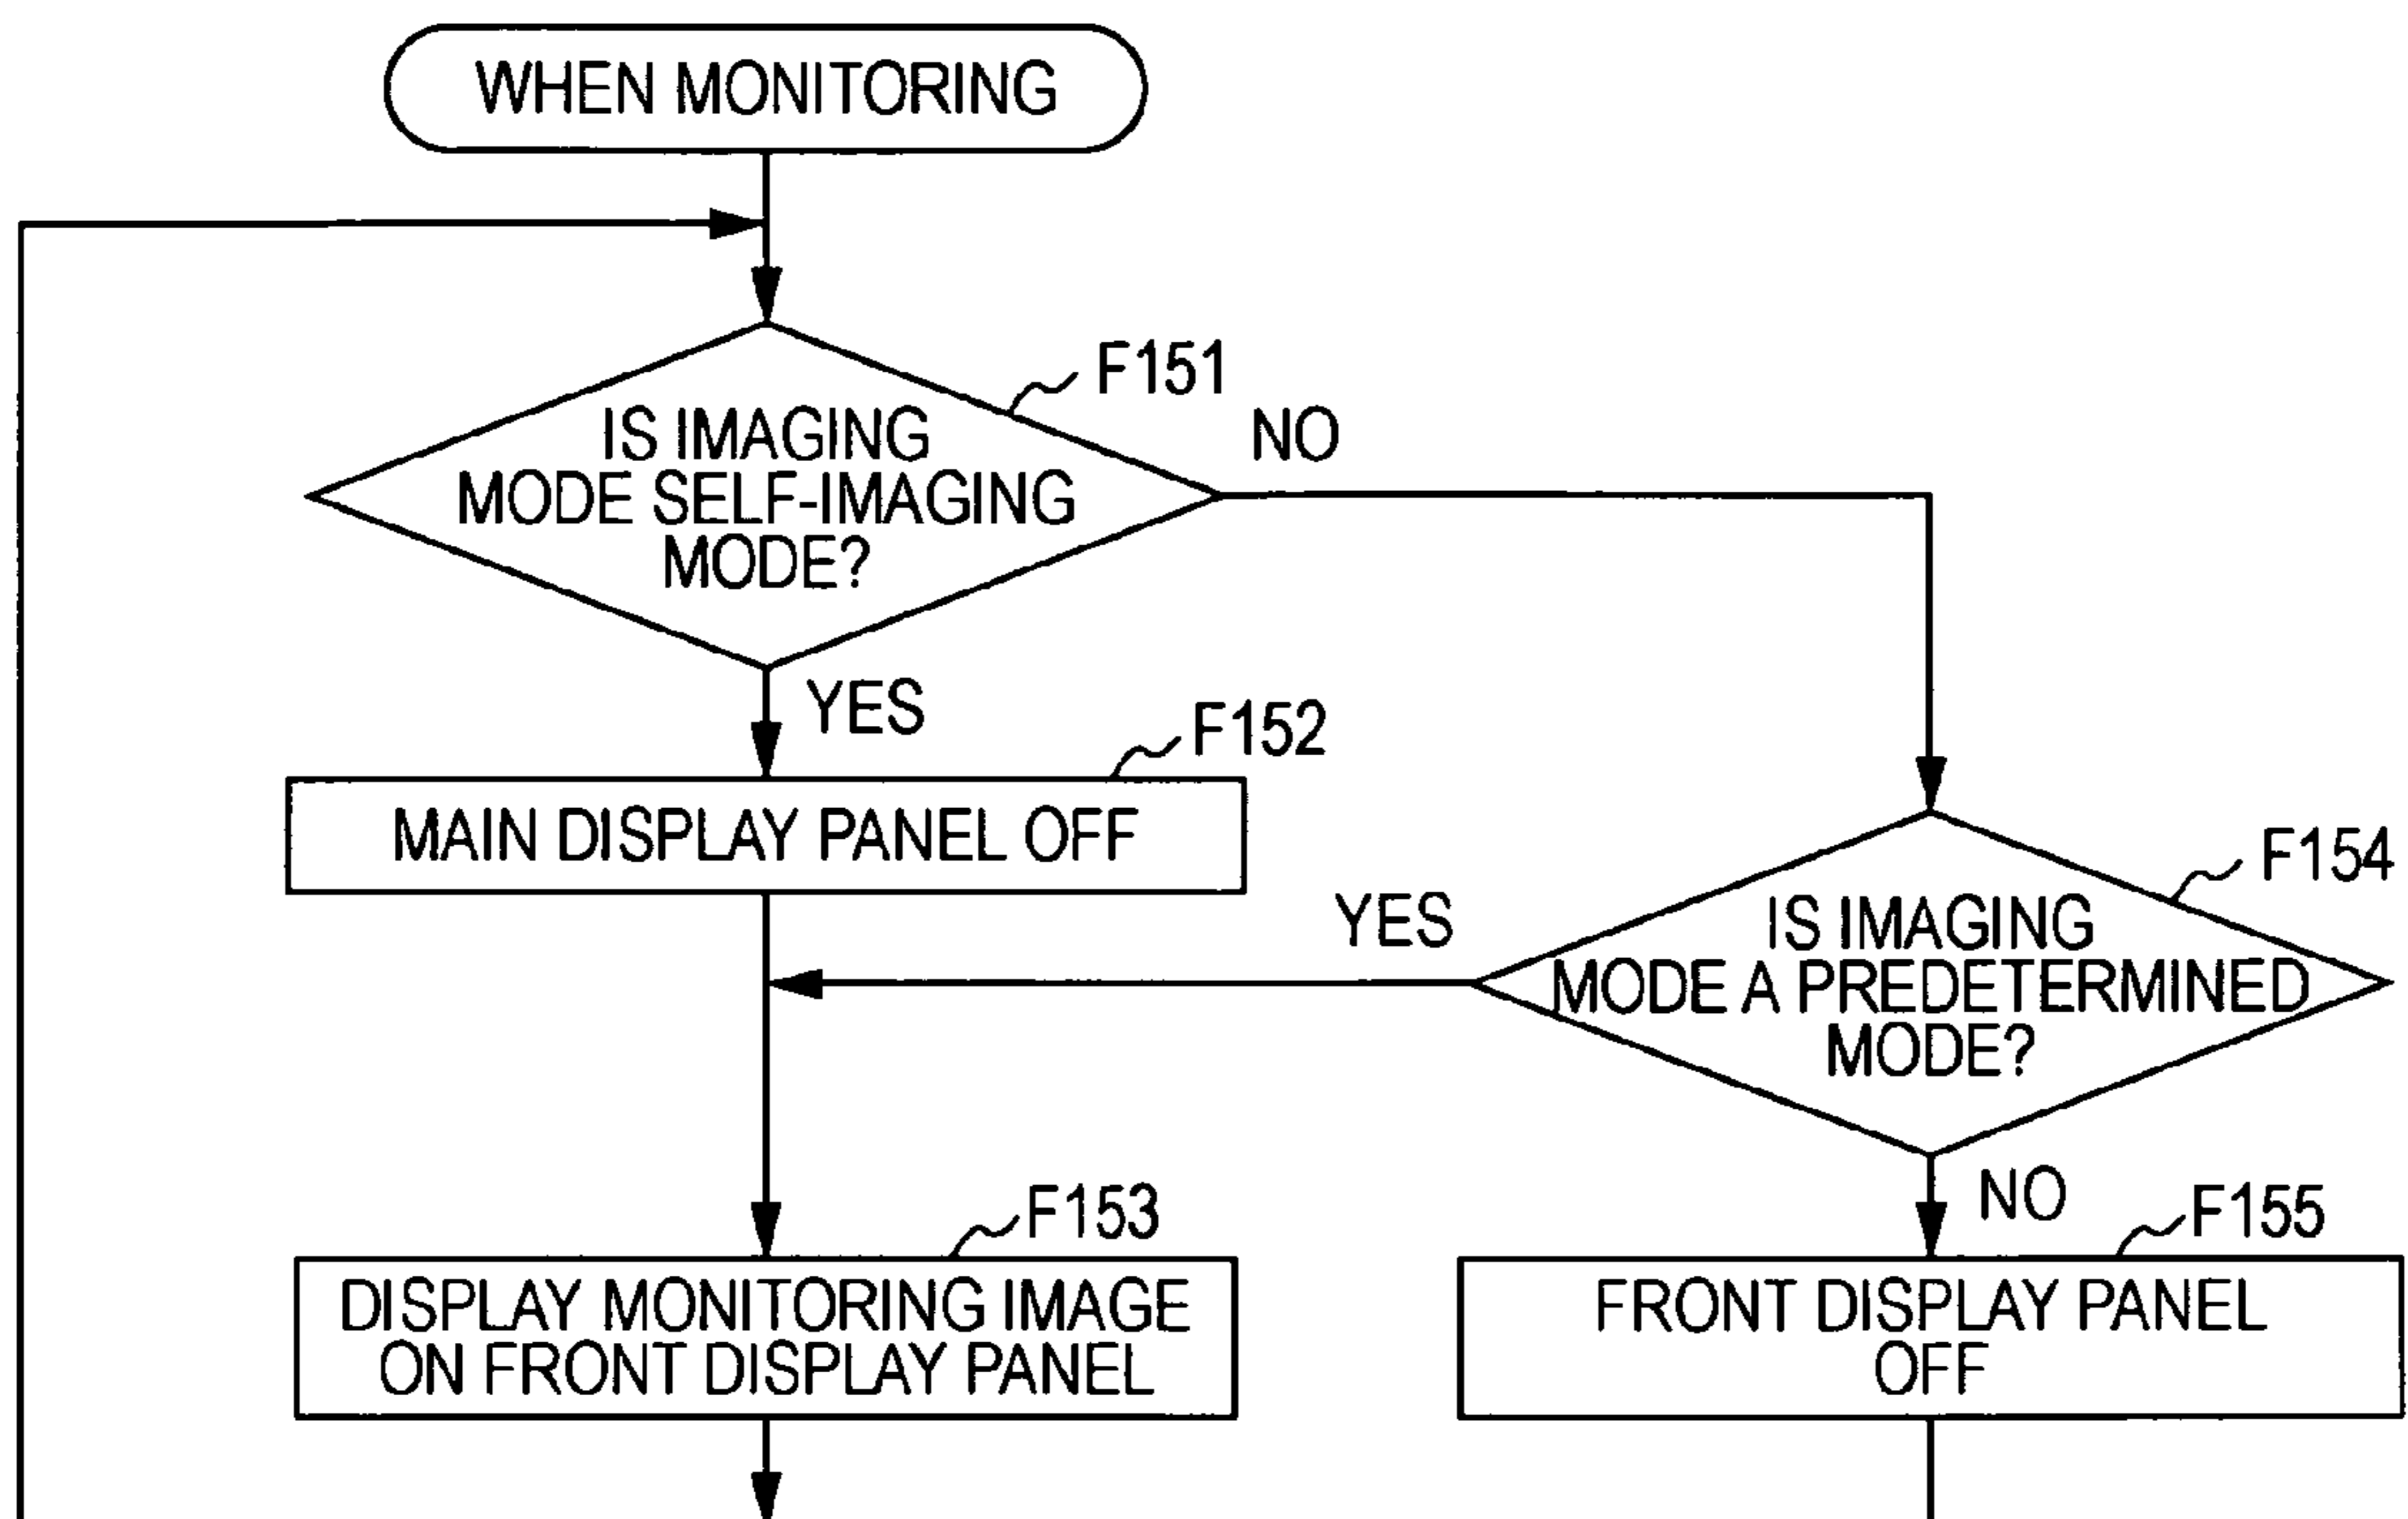 WHEN MONITORING
F151
IS IMAGING
MODE SELF-IMAGING
MODE?
NO
YES
F152
MAIN DISPLAY PANEL OFF
F154
IS IMAGING
MODE A PREDETERMINED
MODE?
YES
NO
F153
DISPLAY MONITORING IMAGE
ON FRONT DISPLAY PANEL
F155
FRONT DISPLAY PANEL
OFF